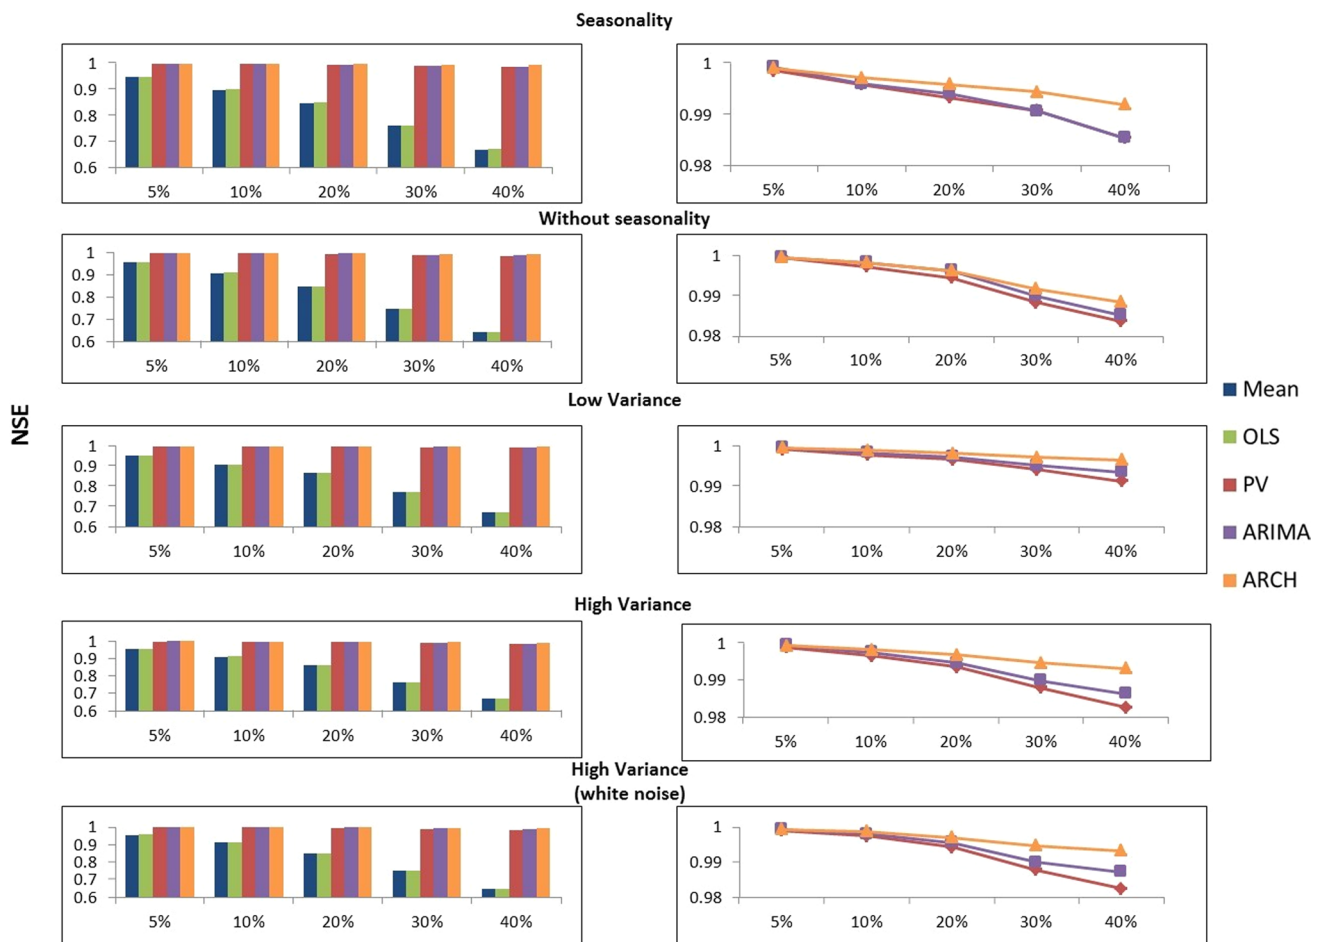 Seasonality
1
0.9
0.8
0.7
0.6
5% 10% 20% 30% 40%
1
0.99
0.98
5% 10% 20% 30% 40%
Without seasonality
1
0.9
0.8
0.7
0.6
5% 10% 20% 30% 40%
1
0.99
0.98
5% 10% 20% 30% 40%
Low Variance
1
0.9
0.8
0.7
0.6
5% 10% 20% 30% 40%
1
0.99
0.98
5% 10% 20% 30% 40%
High Variance
1
0.9
0.8
0.7
0.6
5% 10% 20% 30% 40%
1
0.99
0.98
5% 10% 20% 30% 40%
High Variance
(white noise)
1
0.9
0.8
0.7
0.6
5% 10% 20% 30% 40%
1
0.99
0.98
5% 10% 20% 30% 40%
NSE
Mean
OLS
PV
ARIMA
ARCH